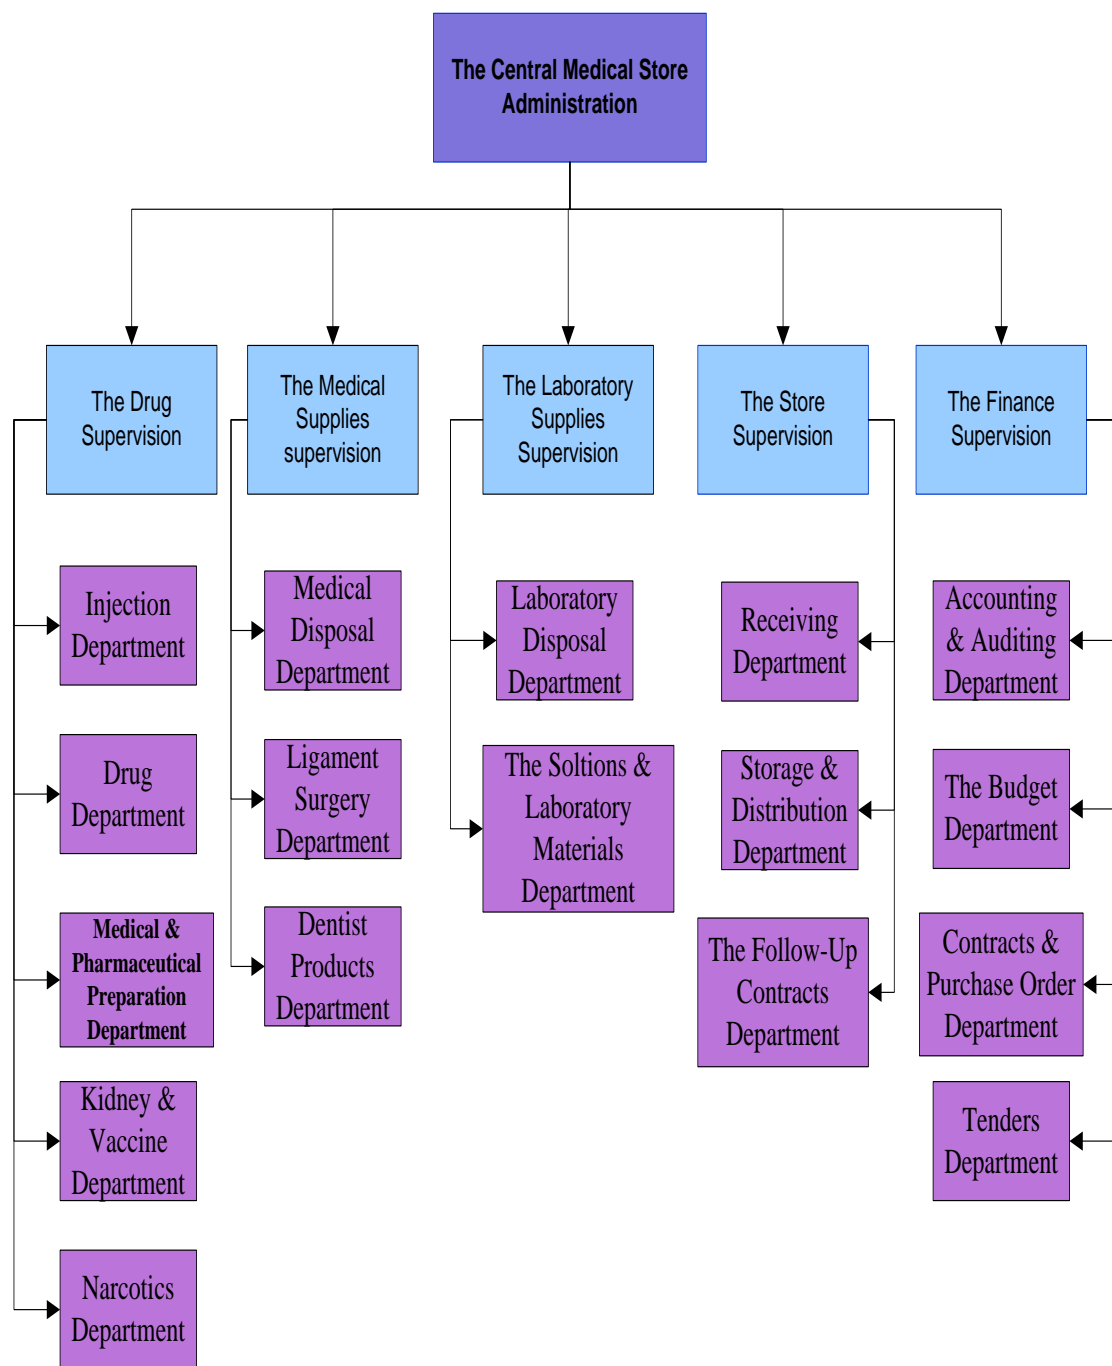 The Central Medical Store
Administration
The Drug
Supervision
The Medical
Supplies
supervision
The Laboratory
Supplies
Supervision
The Store
Supervision
The Finance
Supervision
Injection
Department
Drug
Department
Medical &
Pharmaceutical
Preparation
Department
Kidney &
Vaccine
Department
Narcotics
Department
Medical
Disposal
Department
Ligament
Surgery
Department
Dentist
Products
Department
Laboratory
Disposal
Department
The Soltions &
Laboratory
Materials
Department
Receiving
Department
Storage &
Distribution
Department
The Follow-Up
Contracts
Department
Accounting
& Auditing
Department
The Budget
Department
Contracts &
Purchase Order
Department
Tenders
Department